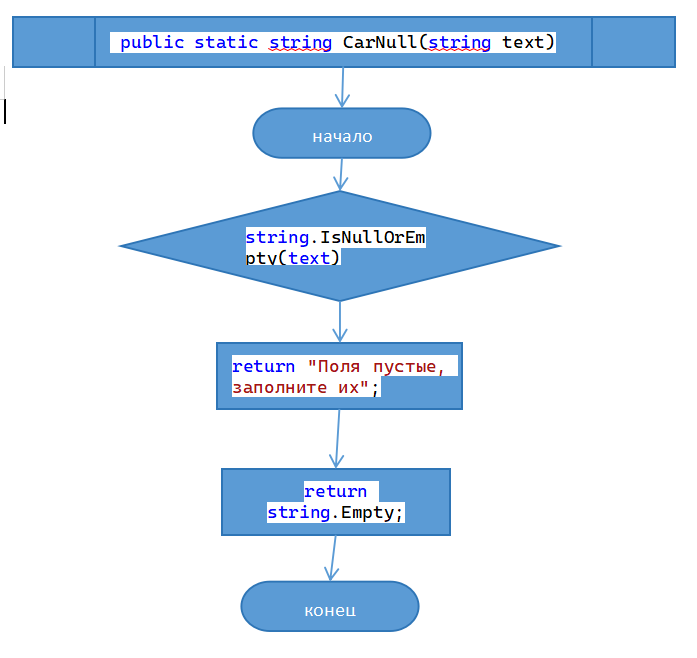 public static string CarNull(string text)
начало
string.IsNullOrEm
pty(text)
return "Поля пустые,
заполните их";
return
string.Empty;
конец